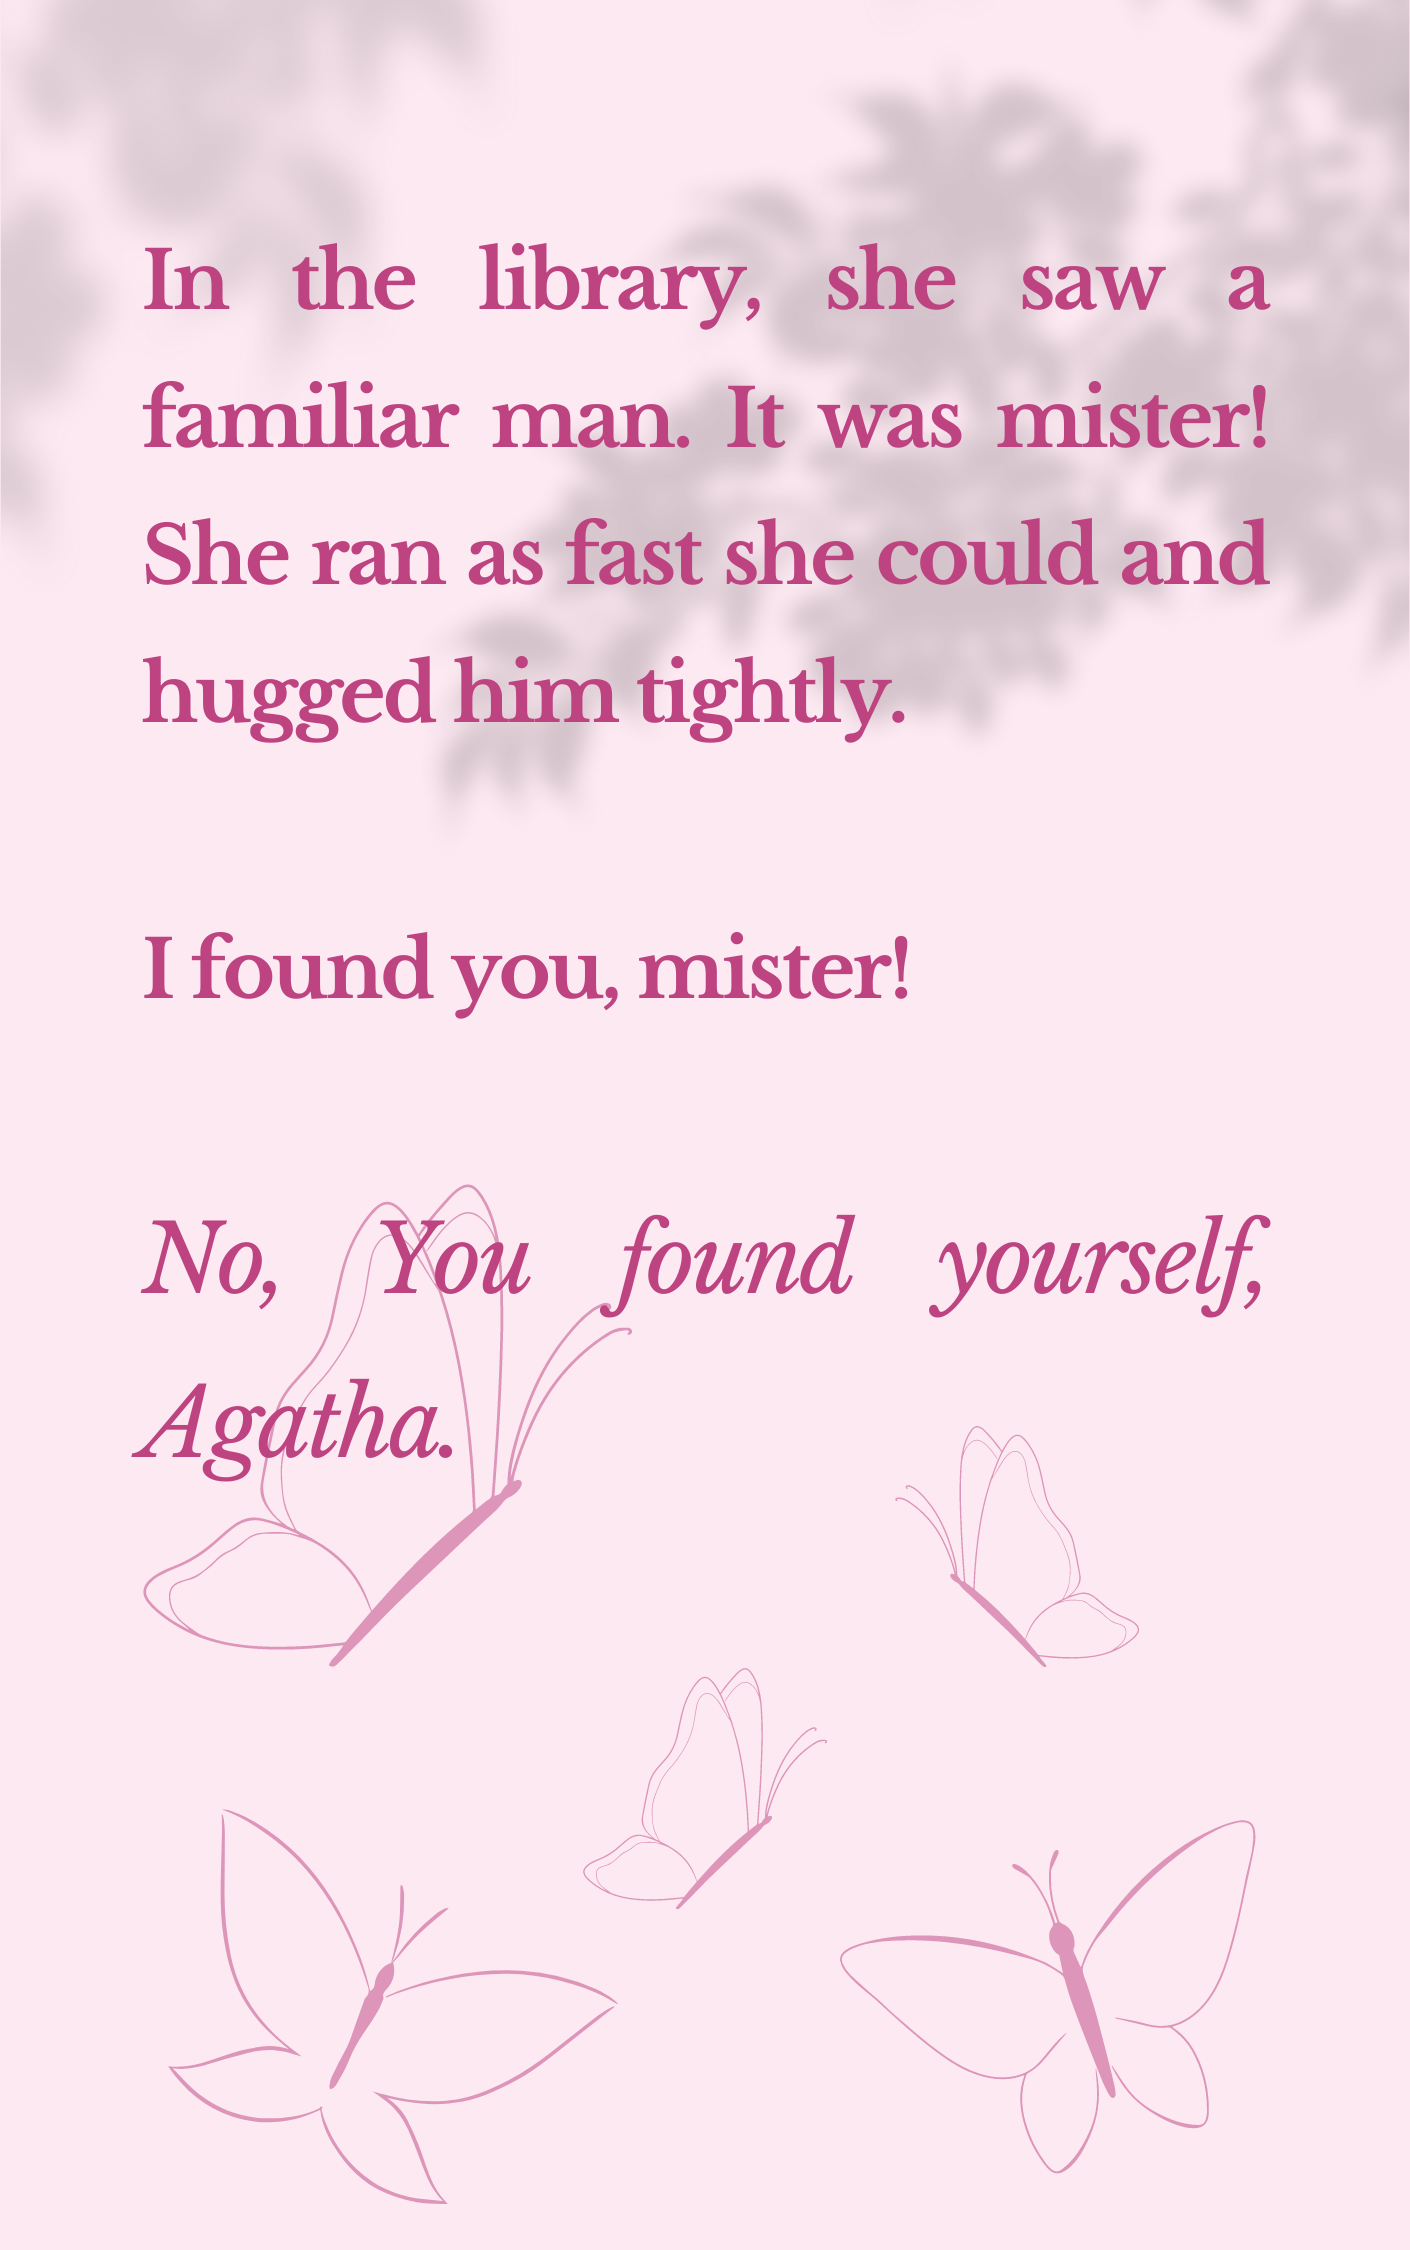 In the library, she saw a
familiar man. It was mister!
She ran as fast she could and
hugged him tightly.
I found you, mister!
No, You found yourself,
Agatha.